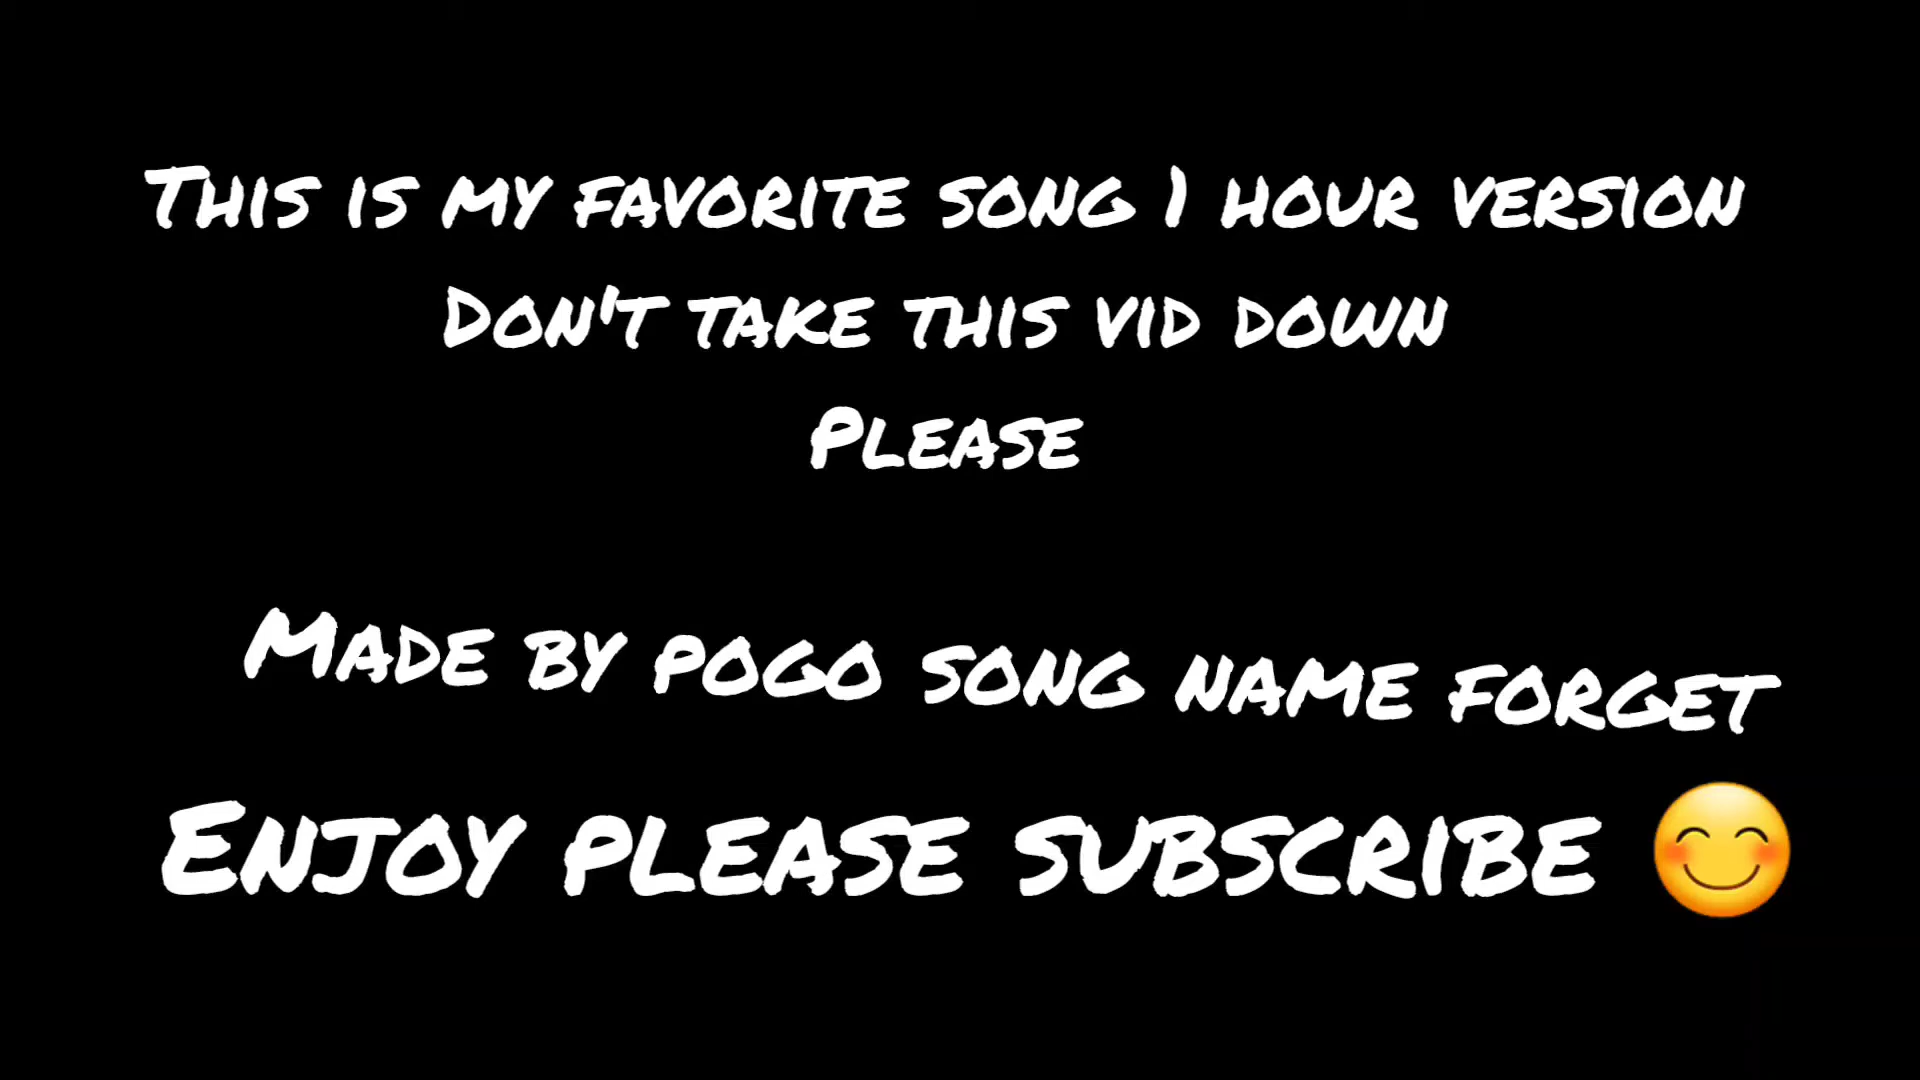 This is my favorite song 1 hour version
Don't take this vid down
Please
Made by pogo song name forget
Enjoy please subscribe 😊